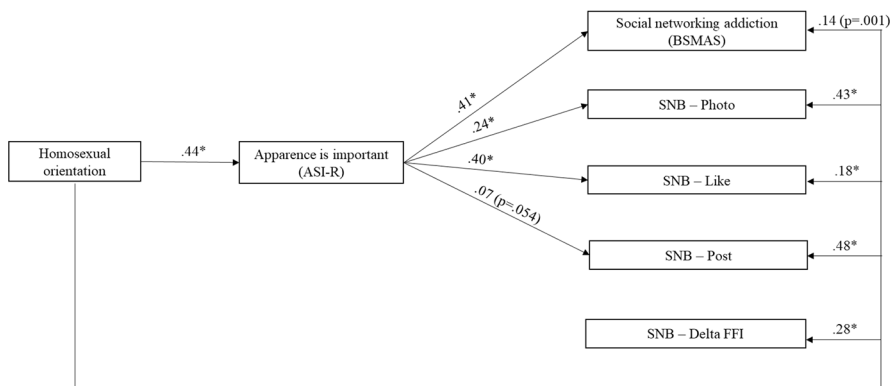 Social networking addiction
(BSMAS)
.14 (p=.001)
.41*
SNB – Photo
.43*
.24*
Homosexual
orientation
.44*
Apparence is important
(ASI-R)
.40*
SNB – Like
.18*
.07 (p=.054)
SNB – Post
.48*
SNB – Delta FFI
.28*